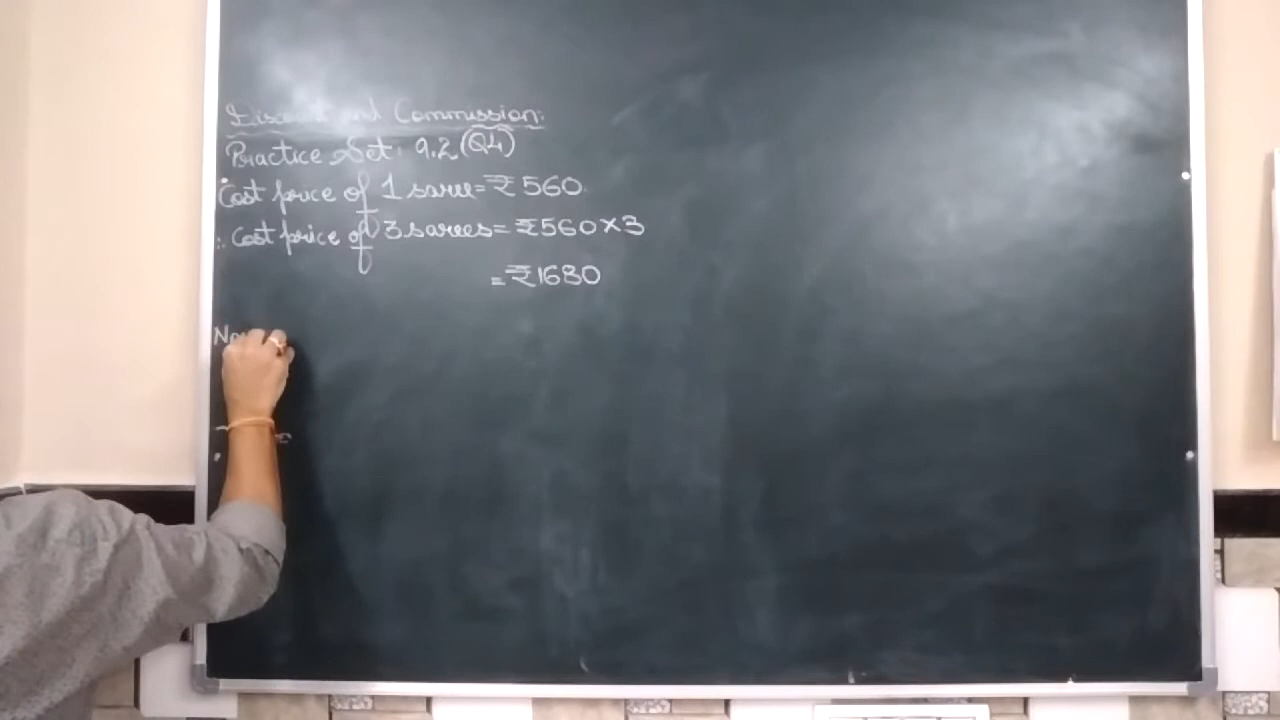 Discount and Commission:
Practice Set: 9.2 (Q4)
Cost price of 1 saree = ₹560
∴ Cost price of 3 sarees = ₹560×3
= ₹1680